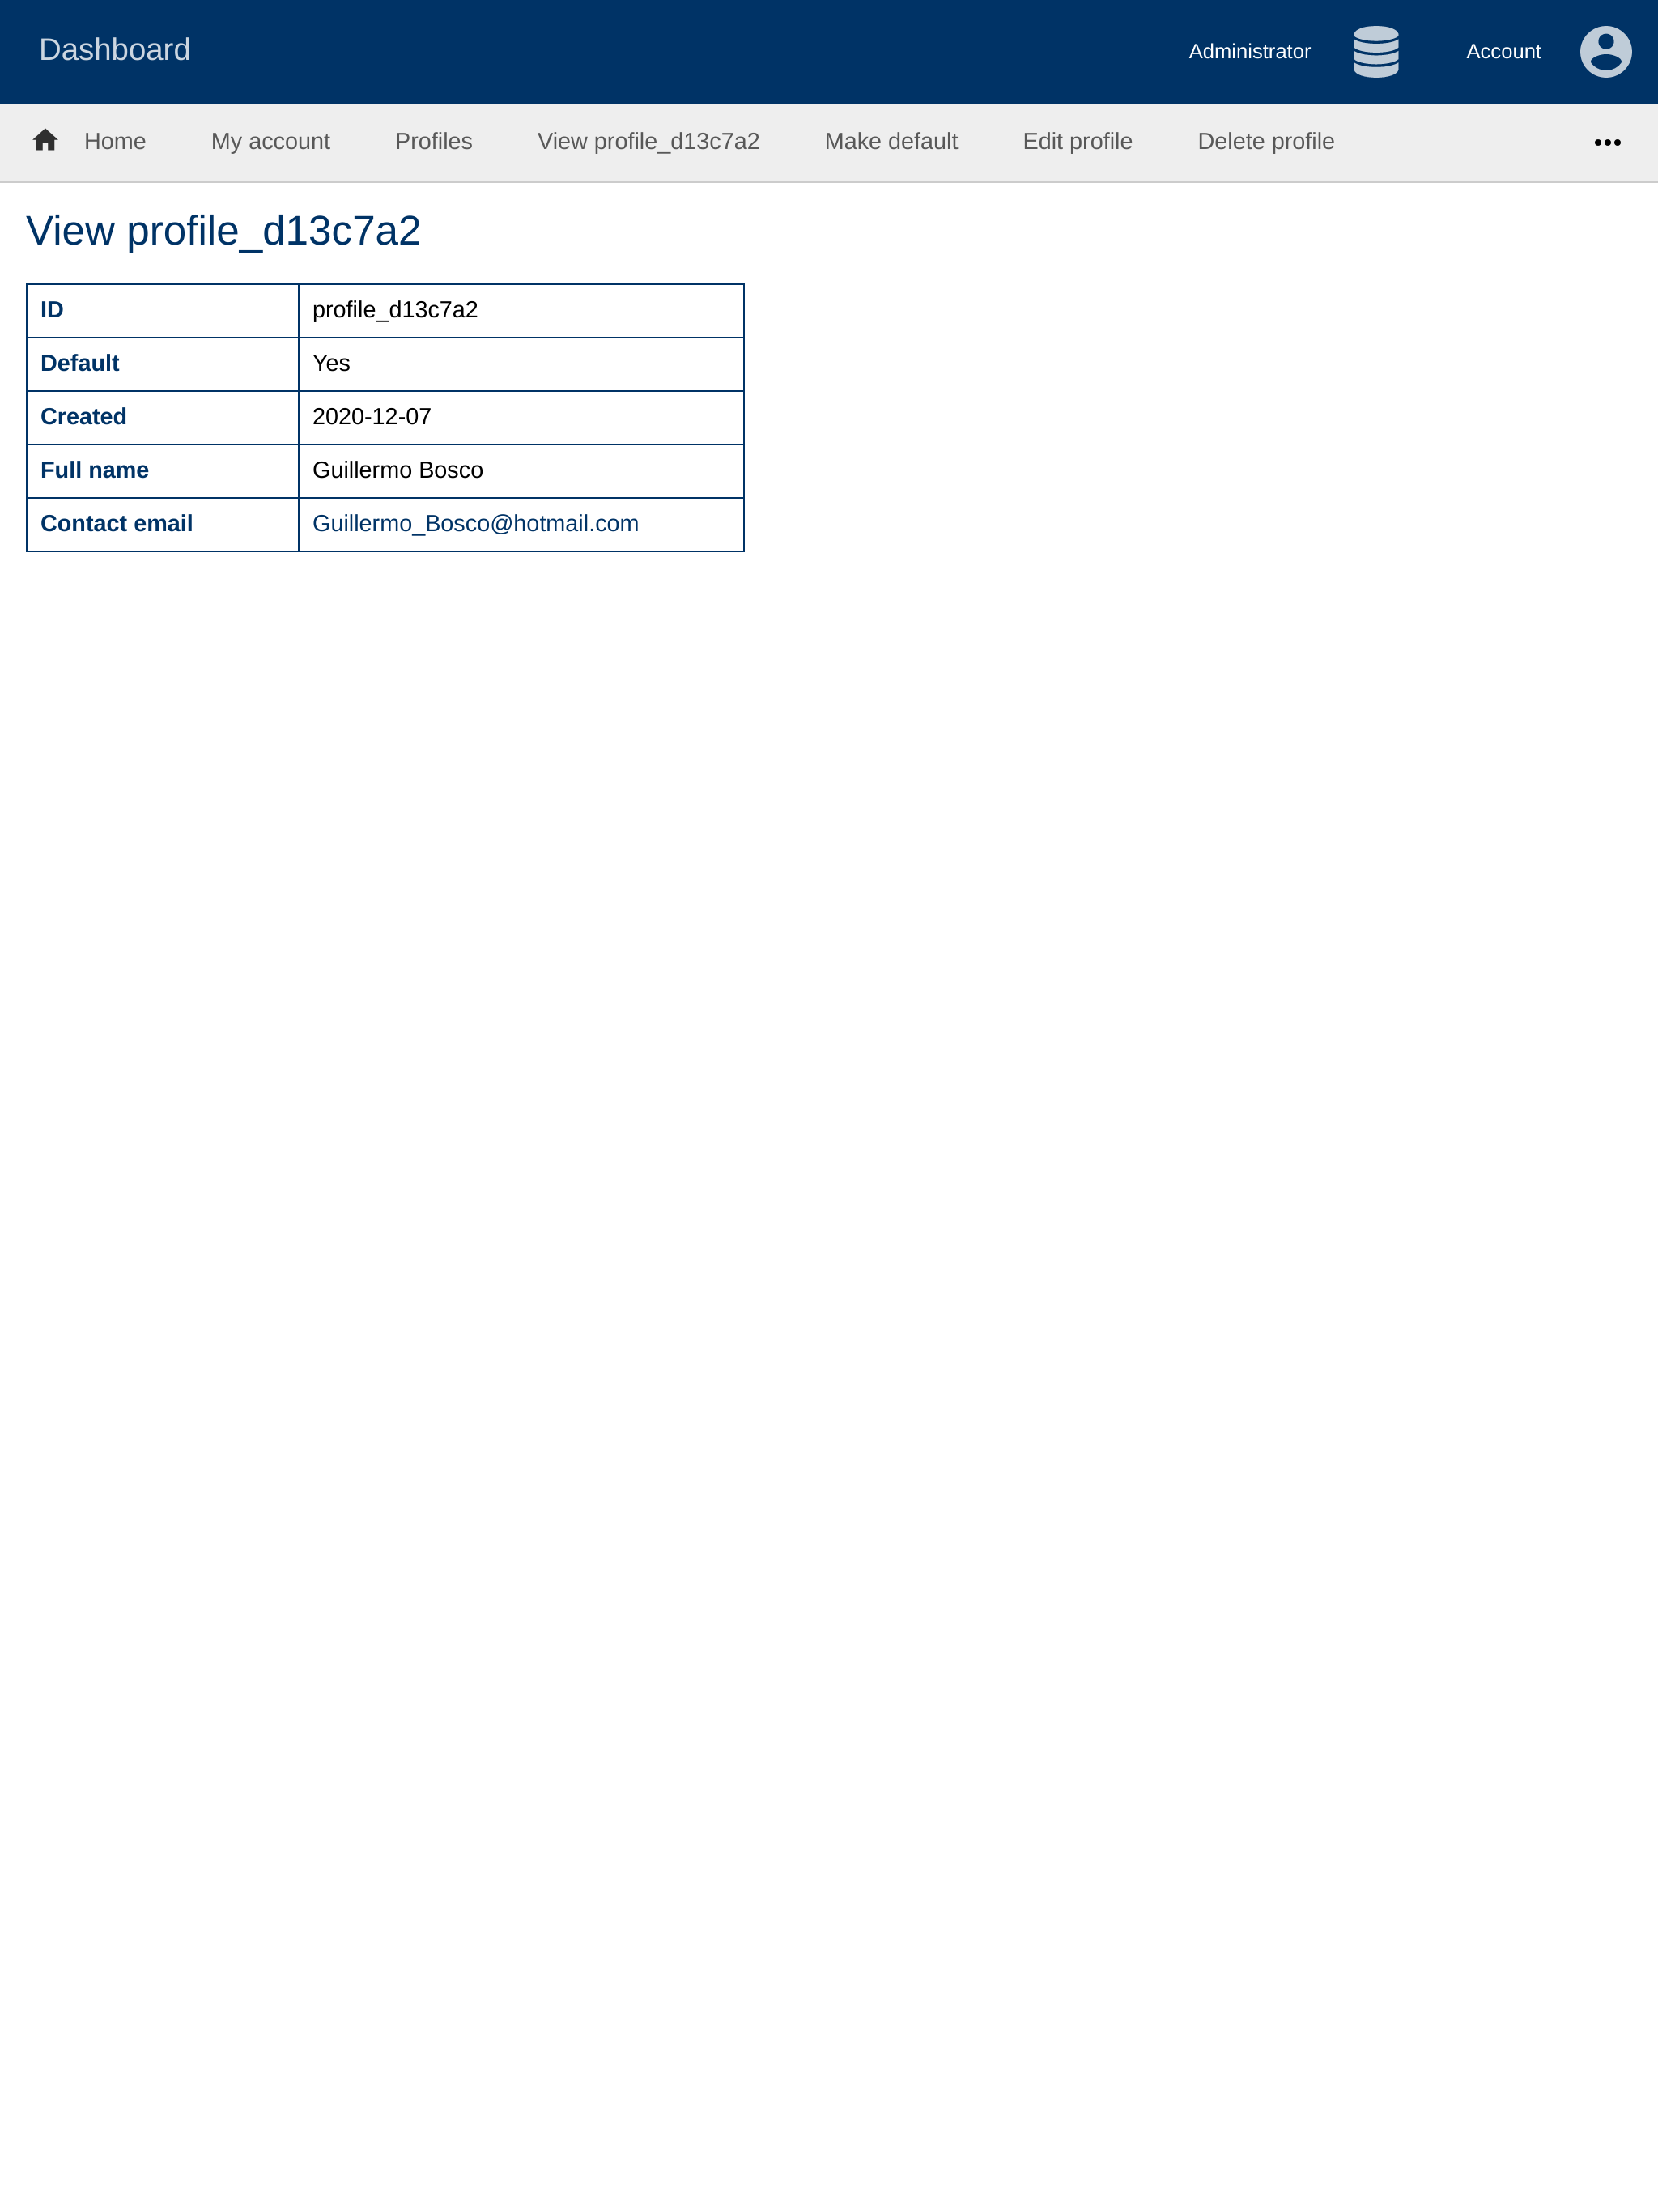 Dashboard
Administrator
Account
Home
My account
Profiles
View profile_d13c7a2
Make default
Edit profile
Delete profile
•••
View profile_d13c7a2
ID profile_d13c7a2
Default Yes
Created 2020-12-07
Full name Guillermo Bosco
Contact email Guillermo_Bosco@hotmail.com